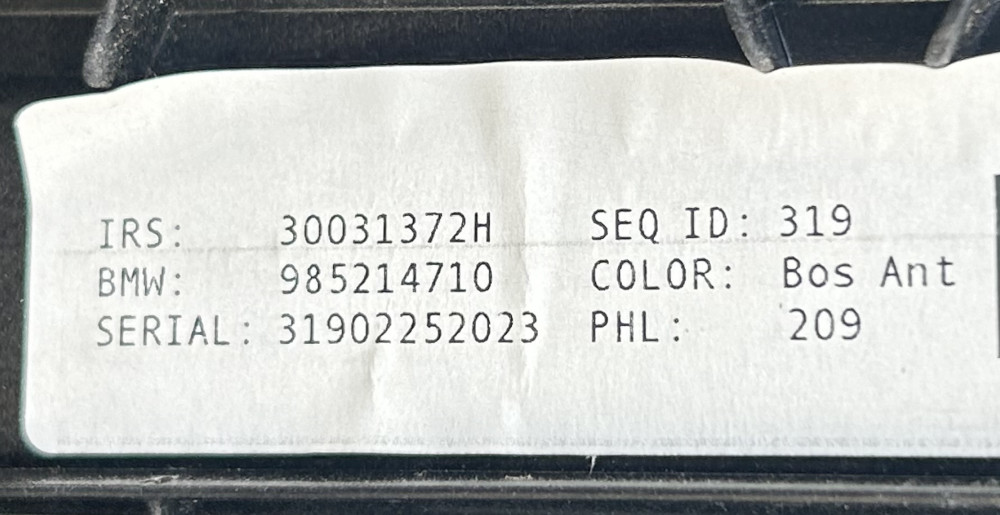 IRS: 30031372H SEQ ID: 319
BMW: 985214710 COLOR: Bos Ant
SERIAL: 31902252023 PHL: 209